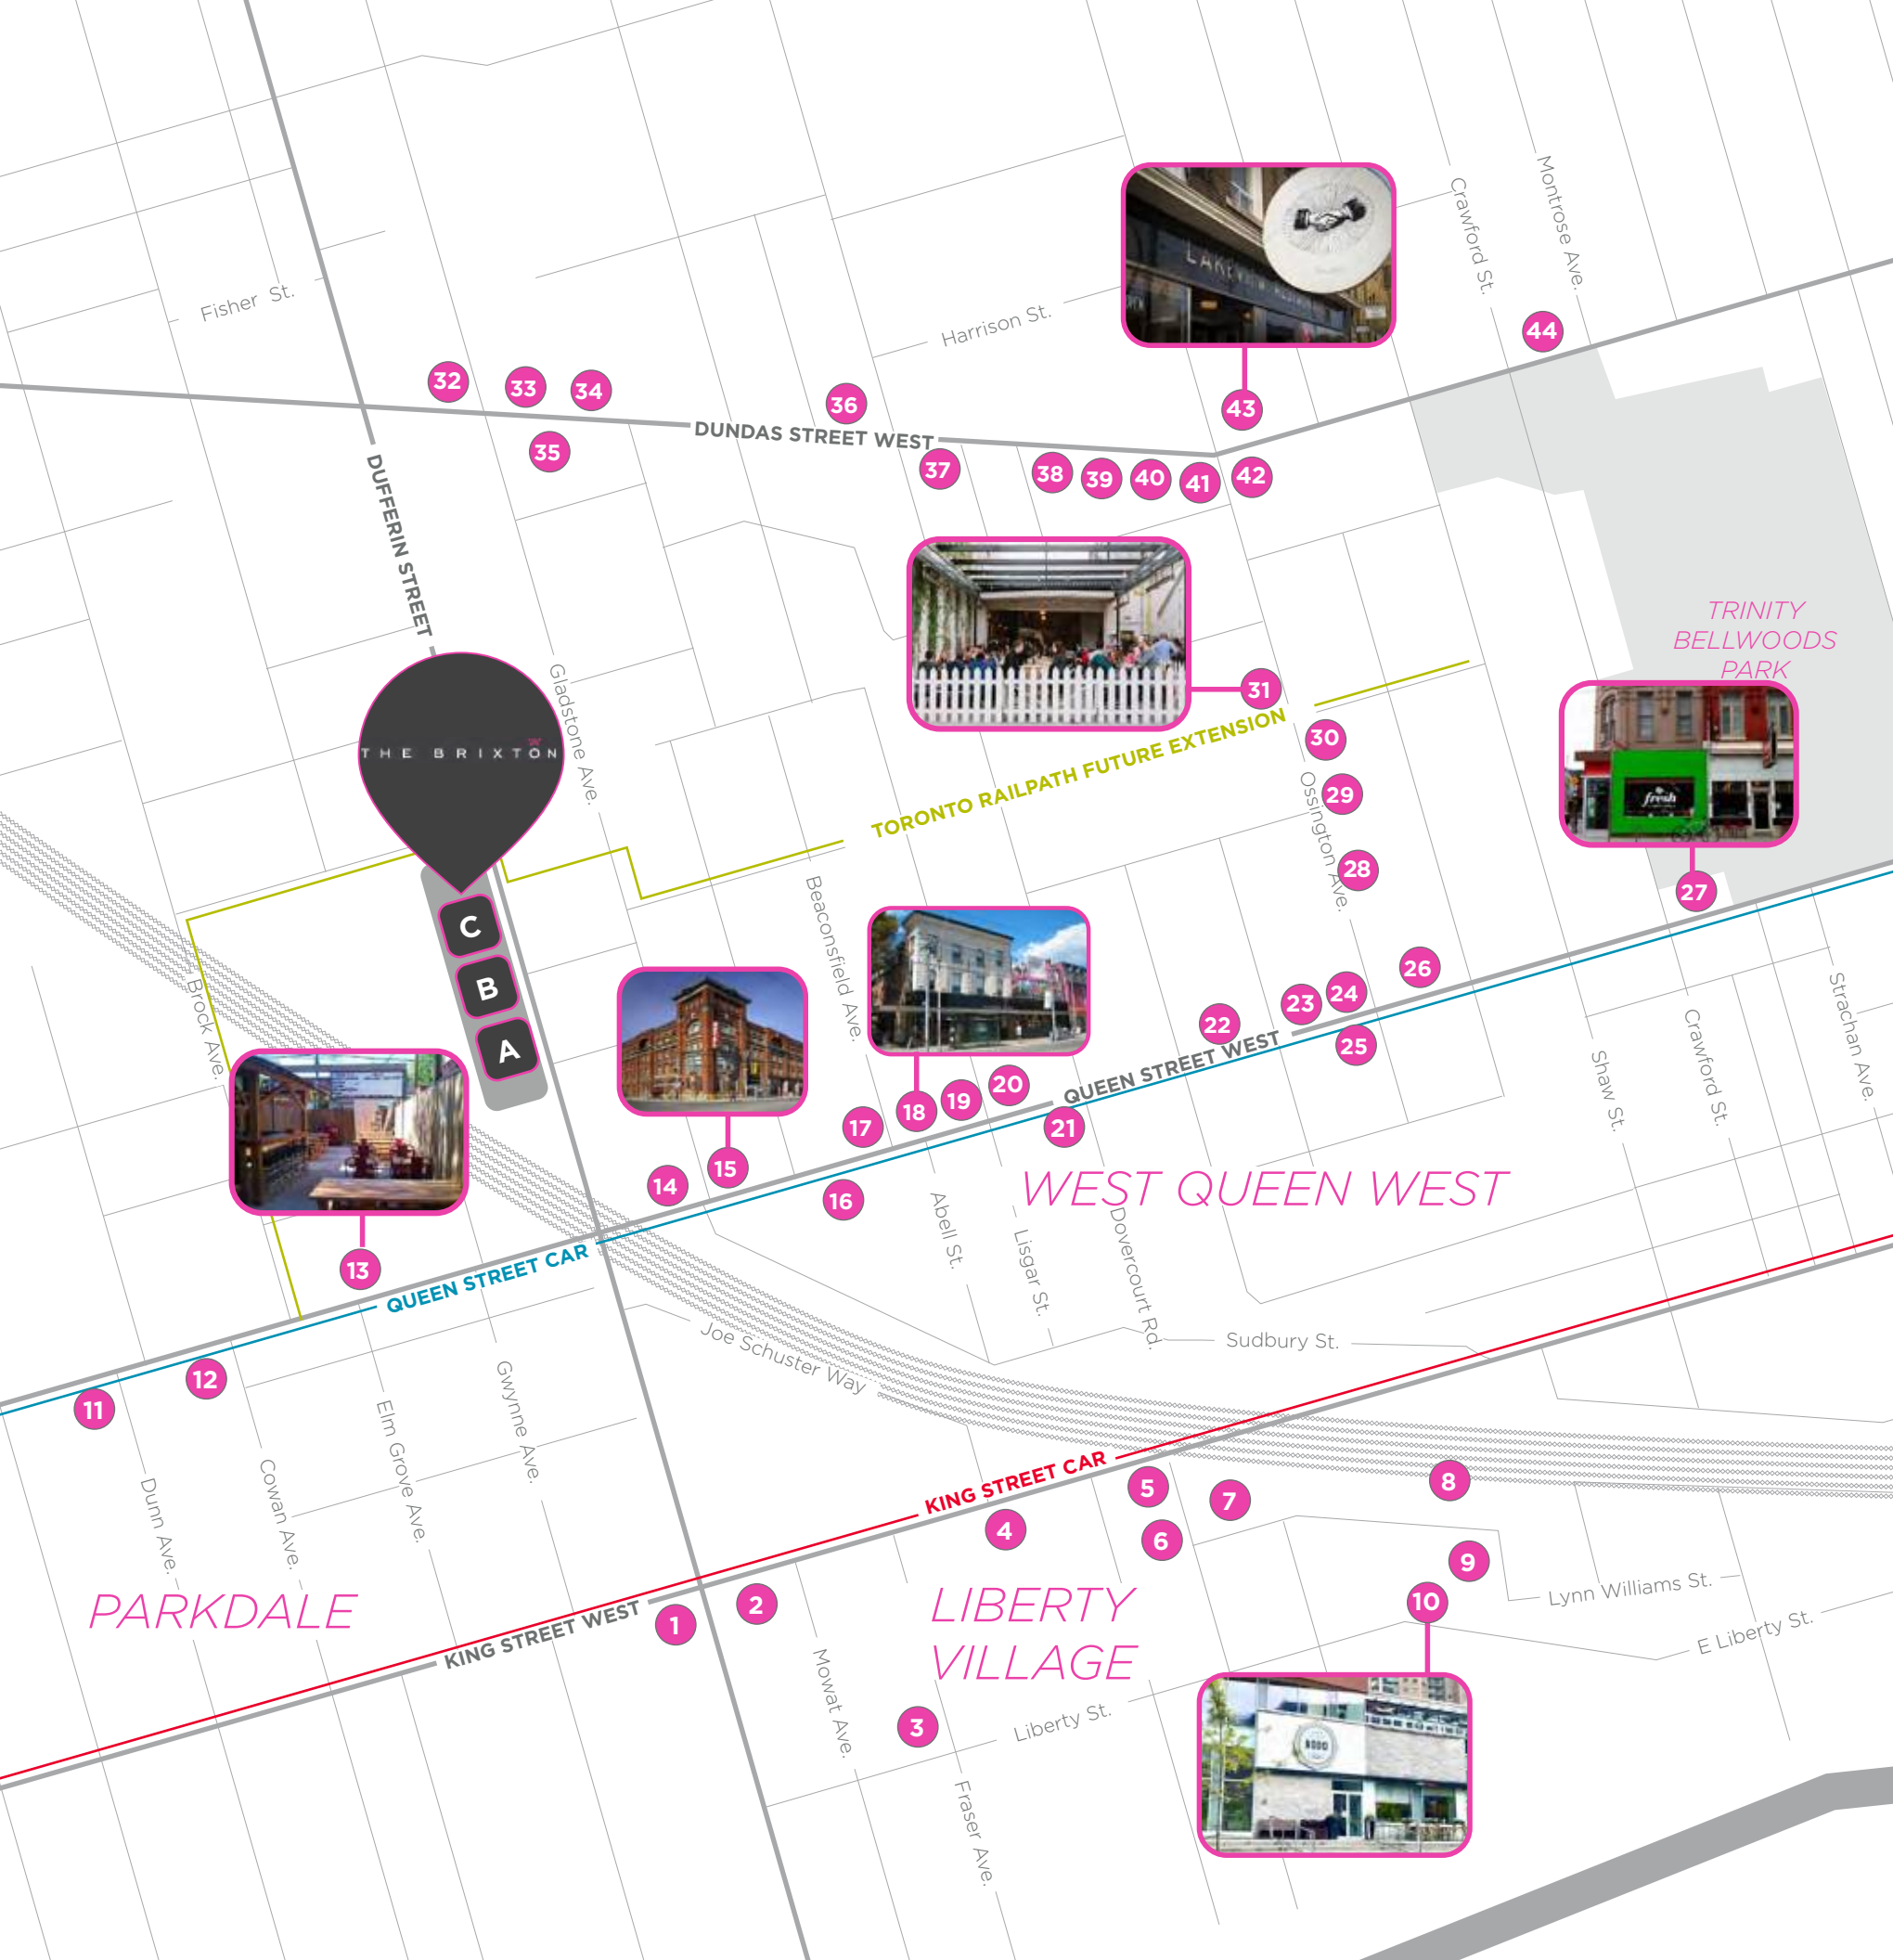 Montrose Ave.
Crawford St.
Fisher St.
Harrison St.
LAKEVIEW
44
32
33
34
36
43
DUNDAS STREET WEST
35
37
38
39
40
41
42
DUFFERIN STREET
TRINITY
BELLWOODS
PARK
Gladstone Ave.
31
TORONTO RAILPATH FUTURE EXTENSION
30
THE BRIXTON
29
Ossington Ave.
fresh
28
27
Beaconsfield Ave.
C
B
A
Brock Ave.
26
24
23
22
25
QUEEN STREET WEST
Strachan Ave.
Crawford St.
Shaw St.
20
19
18
17
21
15
14
16
WEST QUEEN WEST
Abell St.
Lisgar St.
Dovercourt Rd.
13
QUEEN STREET CAR
Joe Schuster Way
Sudbury St.
12
11
Gwynne Ave.
Elm Grove Ave.
Cowan Ave.
Dunn Ave.
KING STREET CAR
5
7
8
4
6
9
Lynn Williams St.
PARKDALE
LIBERTY
VILLAGE
10
1
2
KING STREET WEST
E Liberty St.
Mowat Ave.
3
Liberty St.
Fraser Ave.